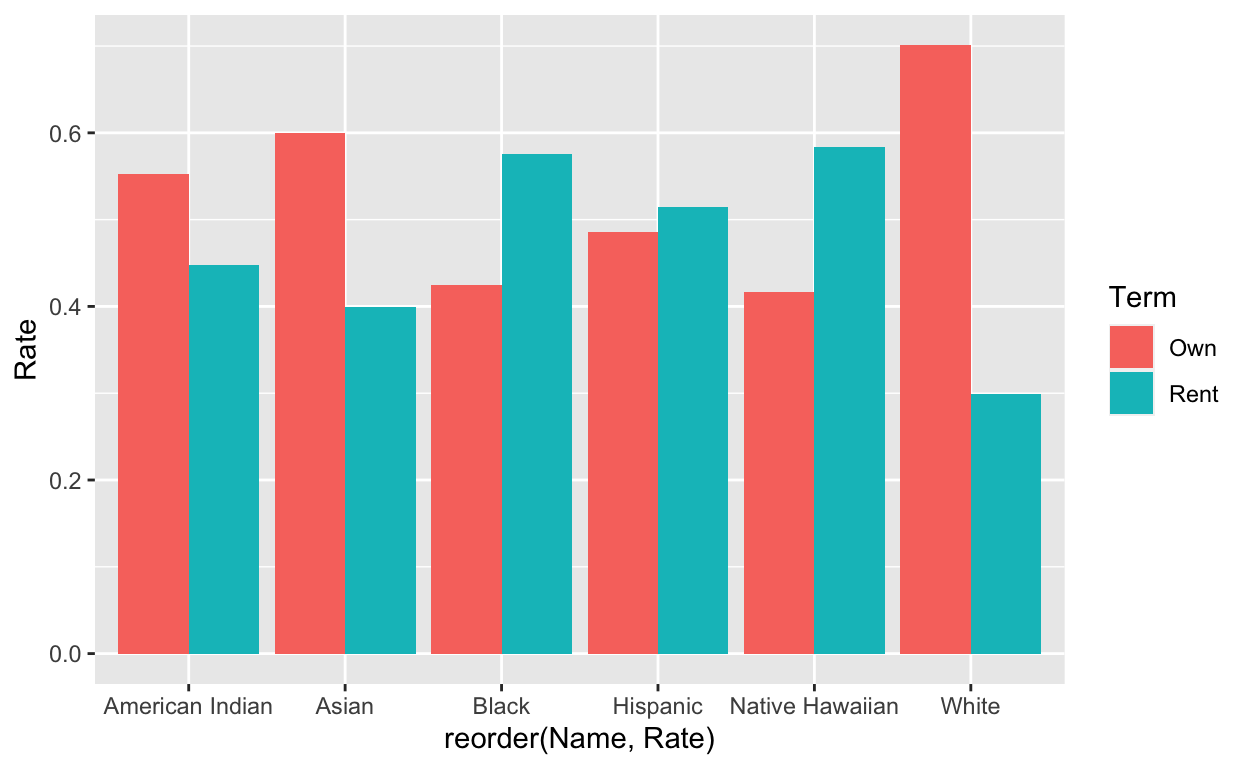 0.6
0.4
0.2
0.0
Rate
American Indian Asian Black Hispanic Native Hawaiian White
reorder(Name, Rate)
Term
Own
Rent